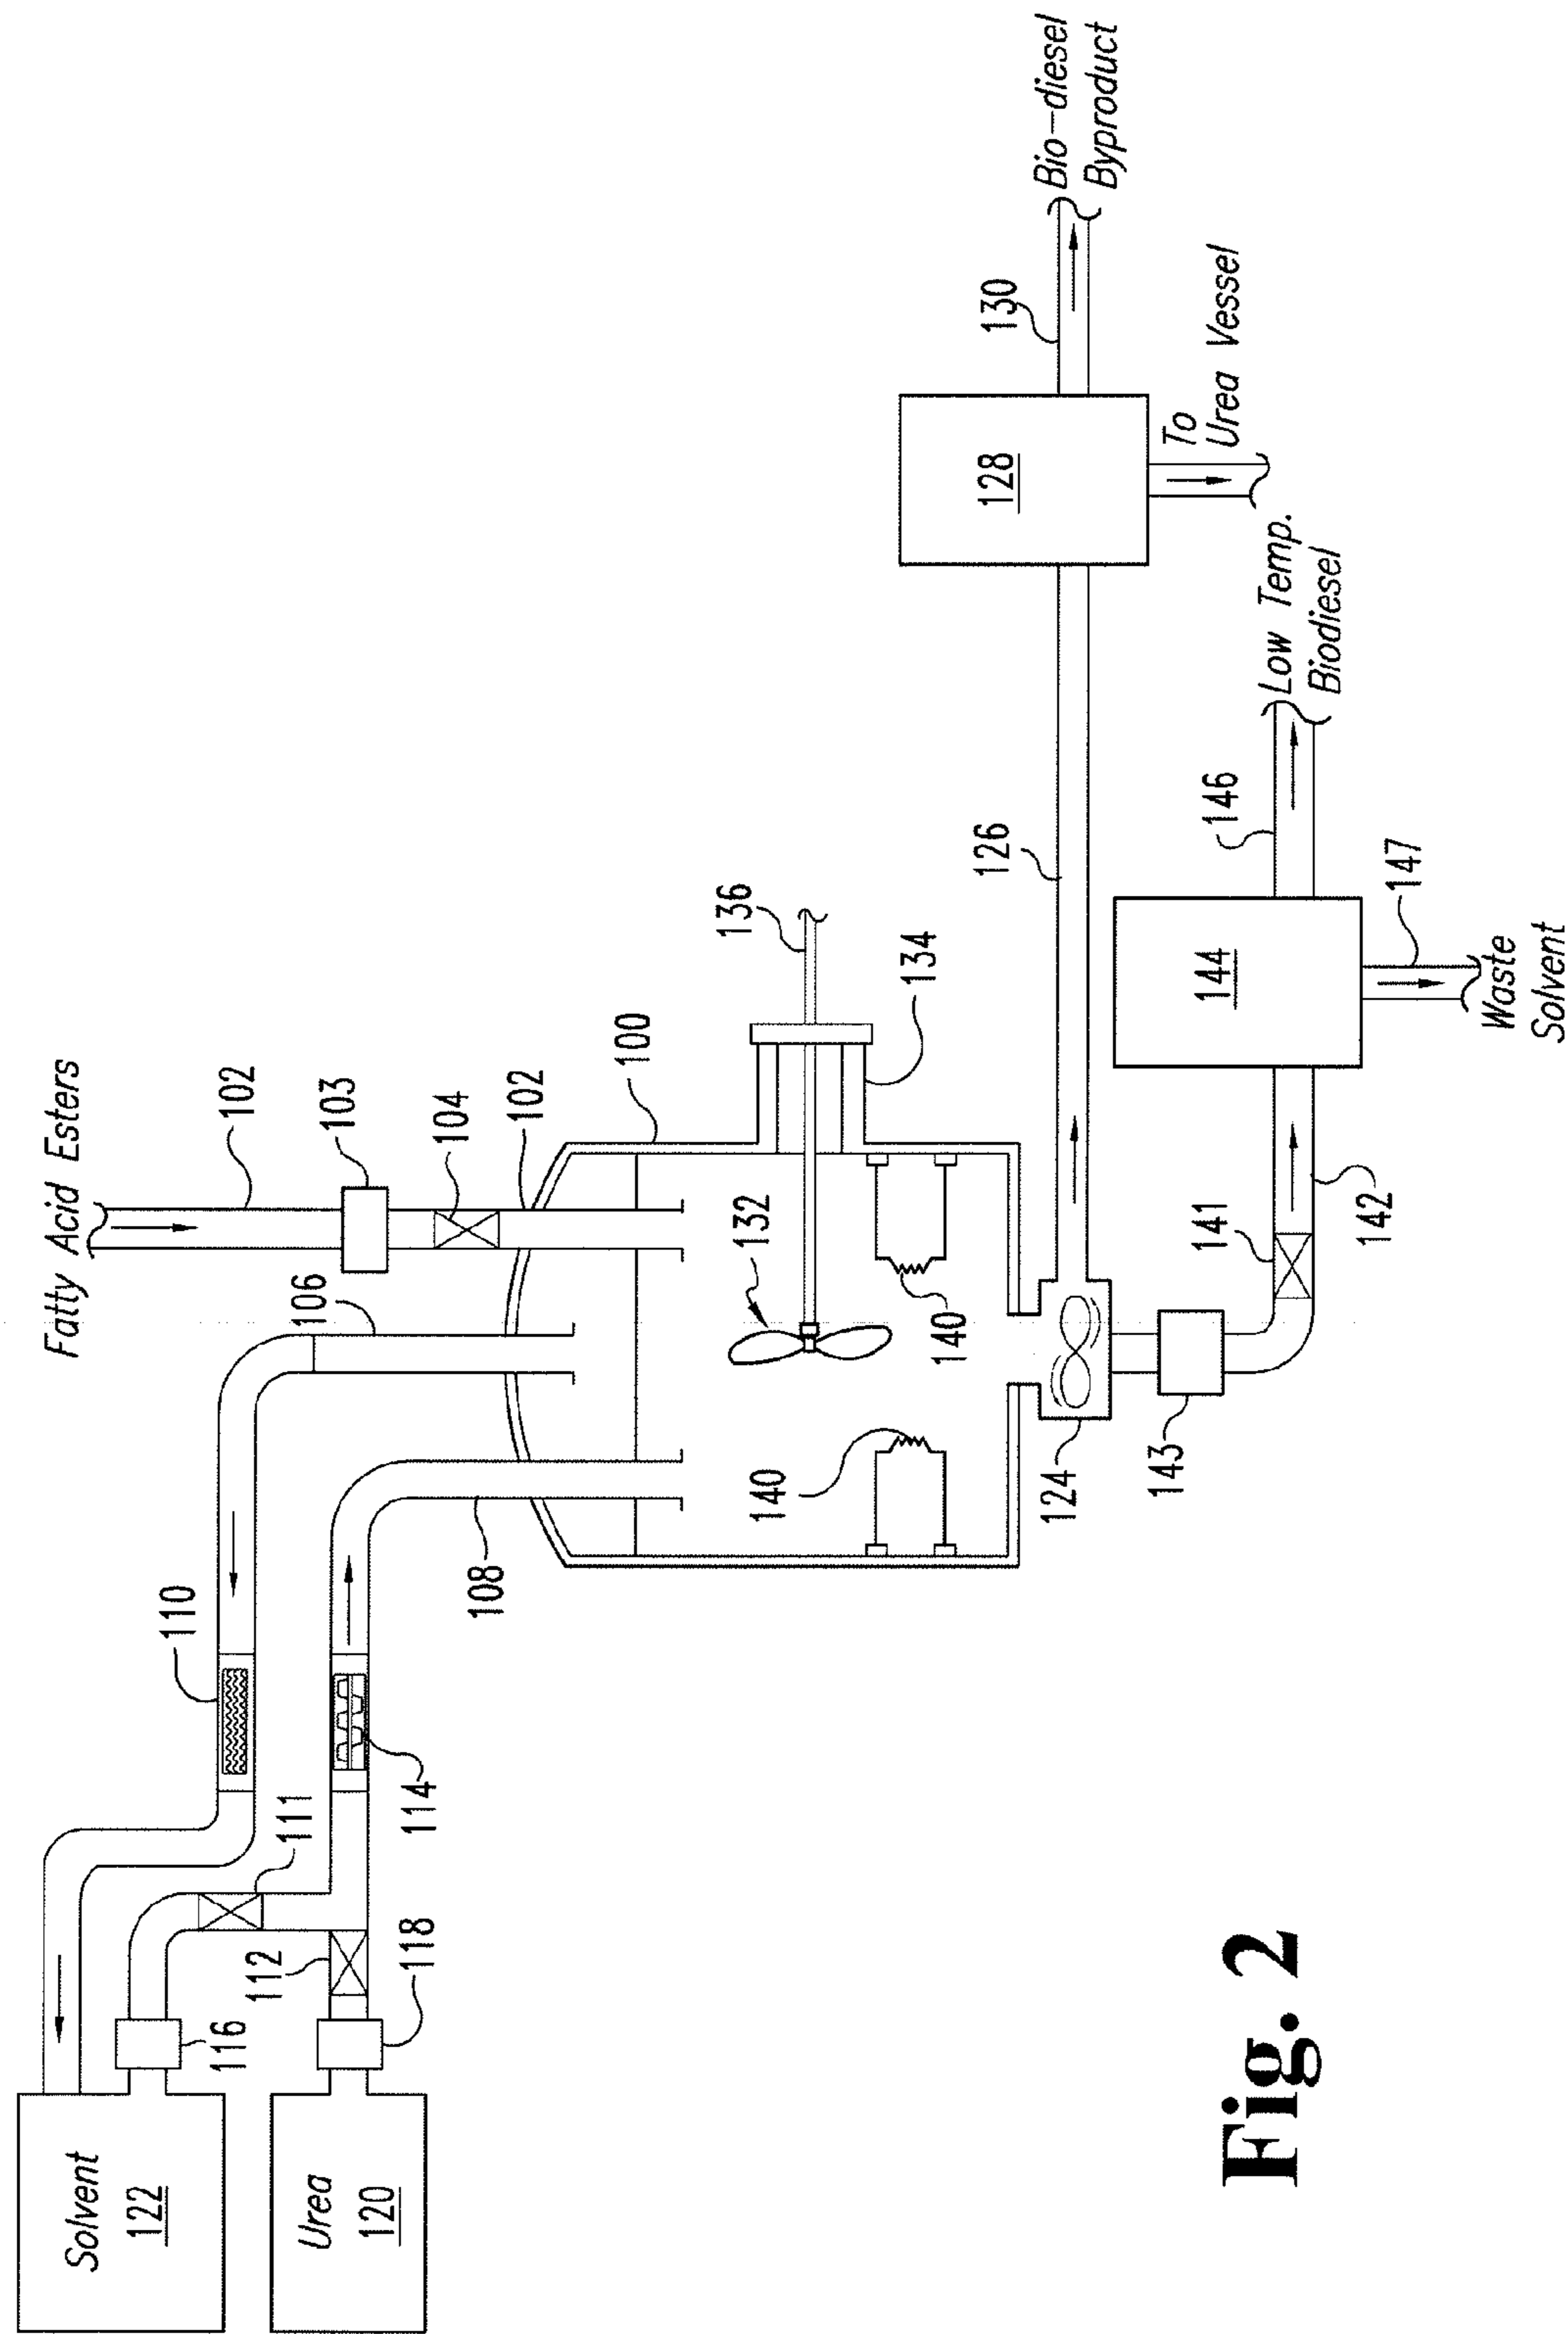 Fatty Acid Esters
102
103
104
102
106
100
110
108
111
114
112
116
118
Solvent
122
Urea
120
132
136
134
140
140
124
126
128
130
Bio-diesel
Byproduct
To
Urea Vessel
143
141
142
144
146
Low Temp.
Biodiesel
147
Waste
Solvent
Fig. 2